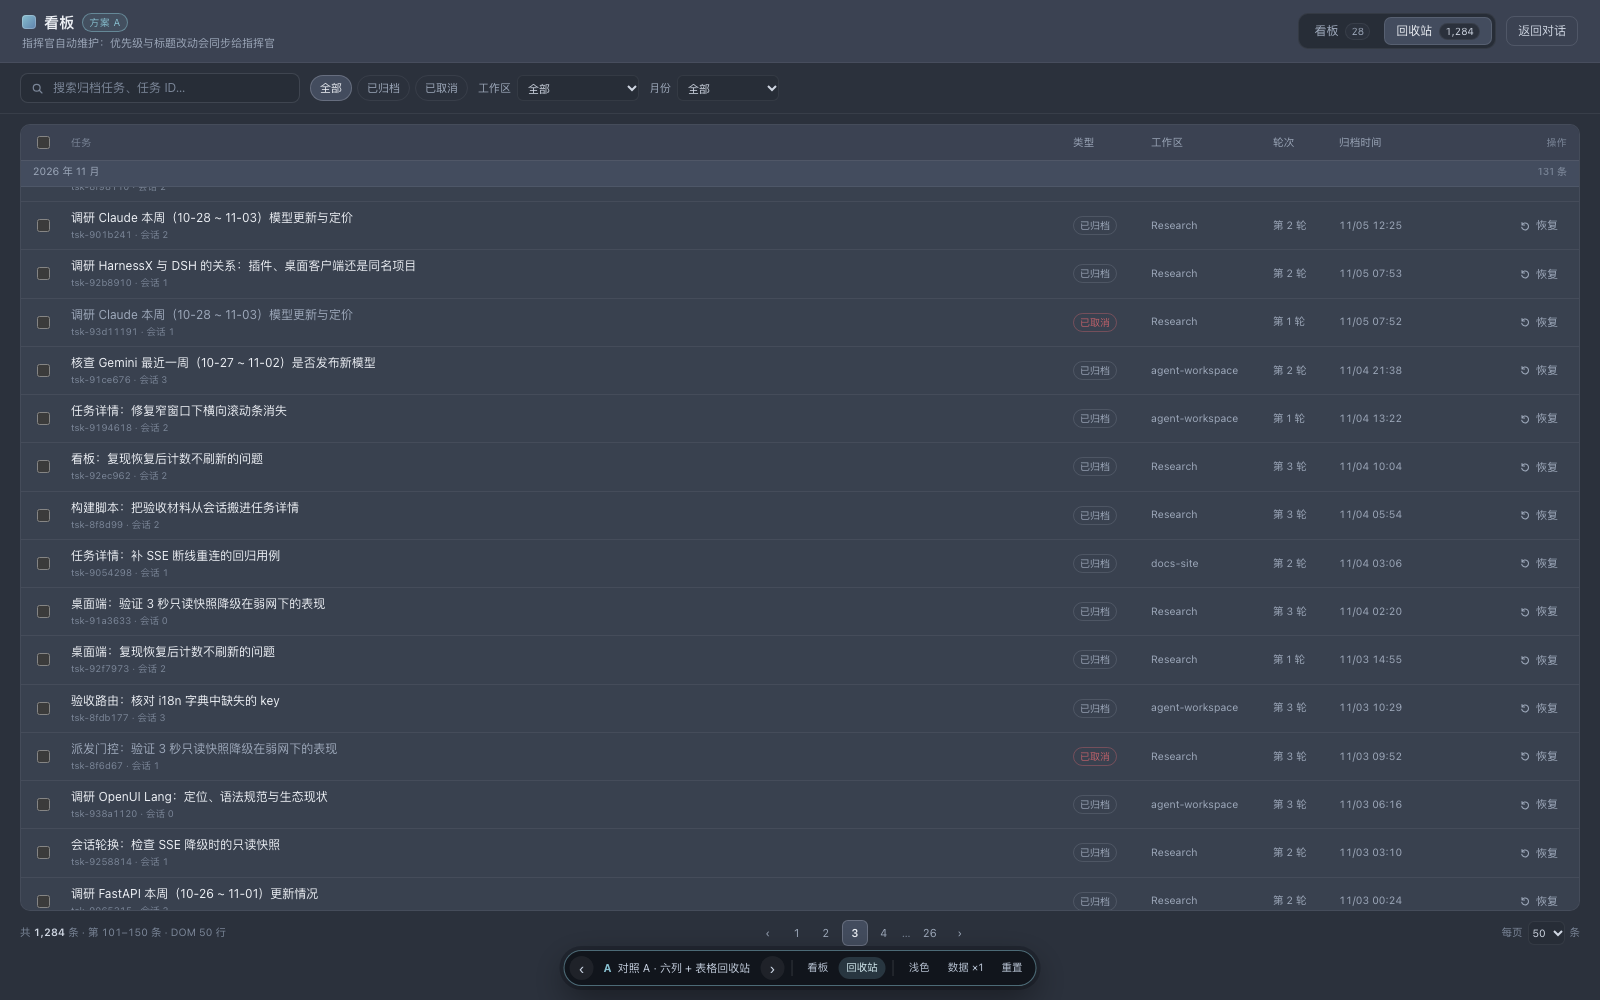 看板 方案 A
指挥官自动维护：优先级与标题改动会同步给指挥官
看板 28 回收站 1,284 返回对话
搜索归档任务、任务 ID... 全部 已归档 已取消 工作区 全部 月份 全部
任务 类型 工作区 轮次 归档时间 操作
2026 年 11 月 131 条
调研 Claude 本周（10-28 ~ 11-03）模型更新与定价 已归档 Research 第 2 轮 11/05 12:25 恢复
tsk-901b241 · 会话 2
调研 HarnessX 与 DSH 的关系：插件、桌面客户端还是同名项目 已归档 Research 第 2 轮 11/05 07:53 恢复
tsk-92b8910 · 会话 1
调研 Claude 本周（10-28 ~ 11-03）模型更新与定价 已取消 Research 第 1 轮 11/05 07:52 恢复
tsk-93d11191 · 会话 1
核查 Gemini 最近一周（10-27 ~ 11-02）是否发布新模型 已归档 agent-workspace 第 2 轮 11/04 21:38 恢复
tsk-91ce676 · 会话 3
任务详情：修复窄窗口下横向滚动条消失 已归档 agent-workspace 第 1 轮 11/04 13:22 恢复
tsk-9194618 · 会话 2
看板：复现恢复后计数不刷新的问题 已归档 Research 第 3 轮 11/04 10:04 恢复
tsk-92ec962 · 会话 2
构建脚本：把验收材料从会话搬进任务详情 已归档 Research 第 3 轮 11/04 05:54 恢复
tsk-8f8d99 · 会话 2
任务详情：补 SSE 断线重连的回归用例 已归档 docs-site 第 2 轮 11/04 03:06 恢复
tsk-9054298 · 会话 1
桌面端：验证 3 秒只读快照降级在弱网下的表现 已归档 Research 第 3 轮 11/04 02:20 恢复
tsk-91a3633 · 会话 0
桌面端：复现恢复后计数不刷新的问题 已归档 Research 第 1 轮 11/03 14:55 恢复
tsk-92f7973 · 会话 2
验收路由：核对 i18n 字典中缺失的 key 已归档 agent-workspace 第 3 轮 11/03 10:29 恢复
tsk-8fdb177 · 会话 3
派发门控：验证 3 秒只读快照降级在弱网下的表现 已取消 Research 第 3 轮 11/03 09:52 恢复
tsk-8f6d67 · 会话 1
调研 OpenUI Lang：定位、语法规范与生态现状 已归档 agent-workspace 第 3 轮 11/03 06:16 恢复
tsk-938a1120 · 会话 0
会话轮换：检查 SSE 降级时的只读快照 已归档 Research 第 2 轮 11/03 03:10 恢复
tsk-9258814 · 会话 1
调研 FastAPI 本周（10-26 ~ 11-01）更新情况 已归档 Research 第 2 轮 11/03 00:24 恢复
共 1,284 条 · 第 101–150 条 · DOM 50 行 ‹ 1 2 3 4 … 26 › 每页 50 条
‹ A 对照 A · 六列 + 表格回收站 › 看板 回收站 浅色 数据 ×1 重置